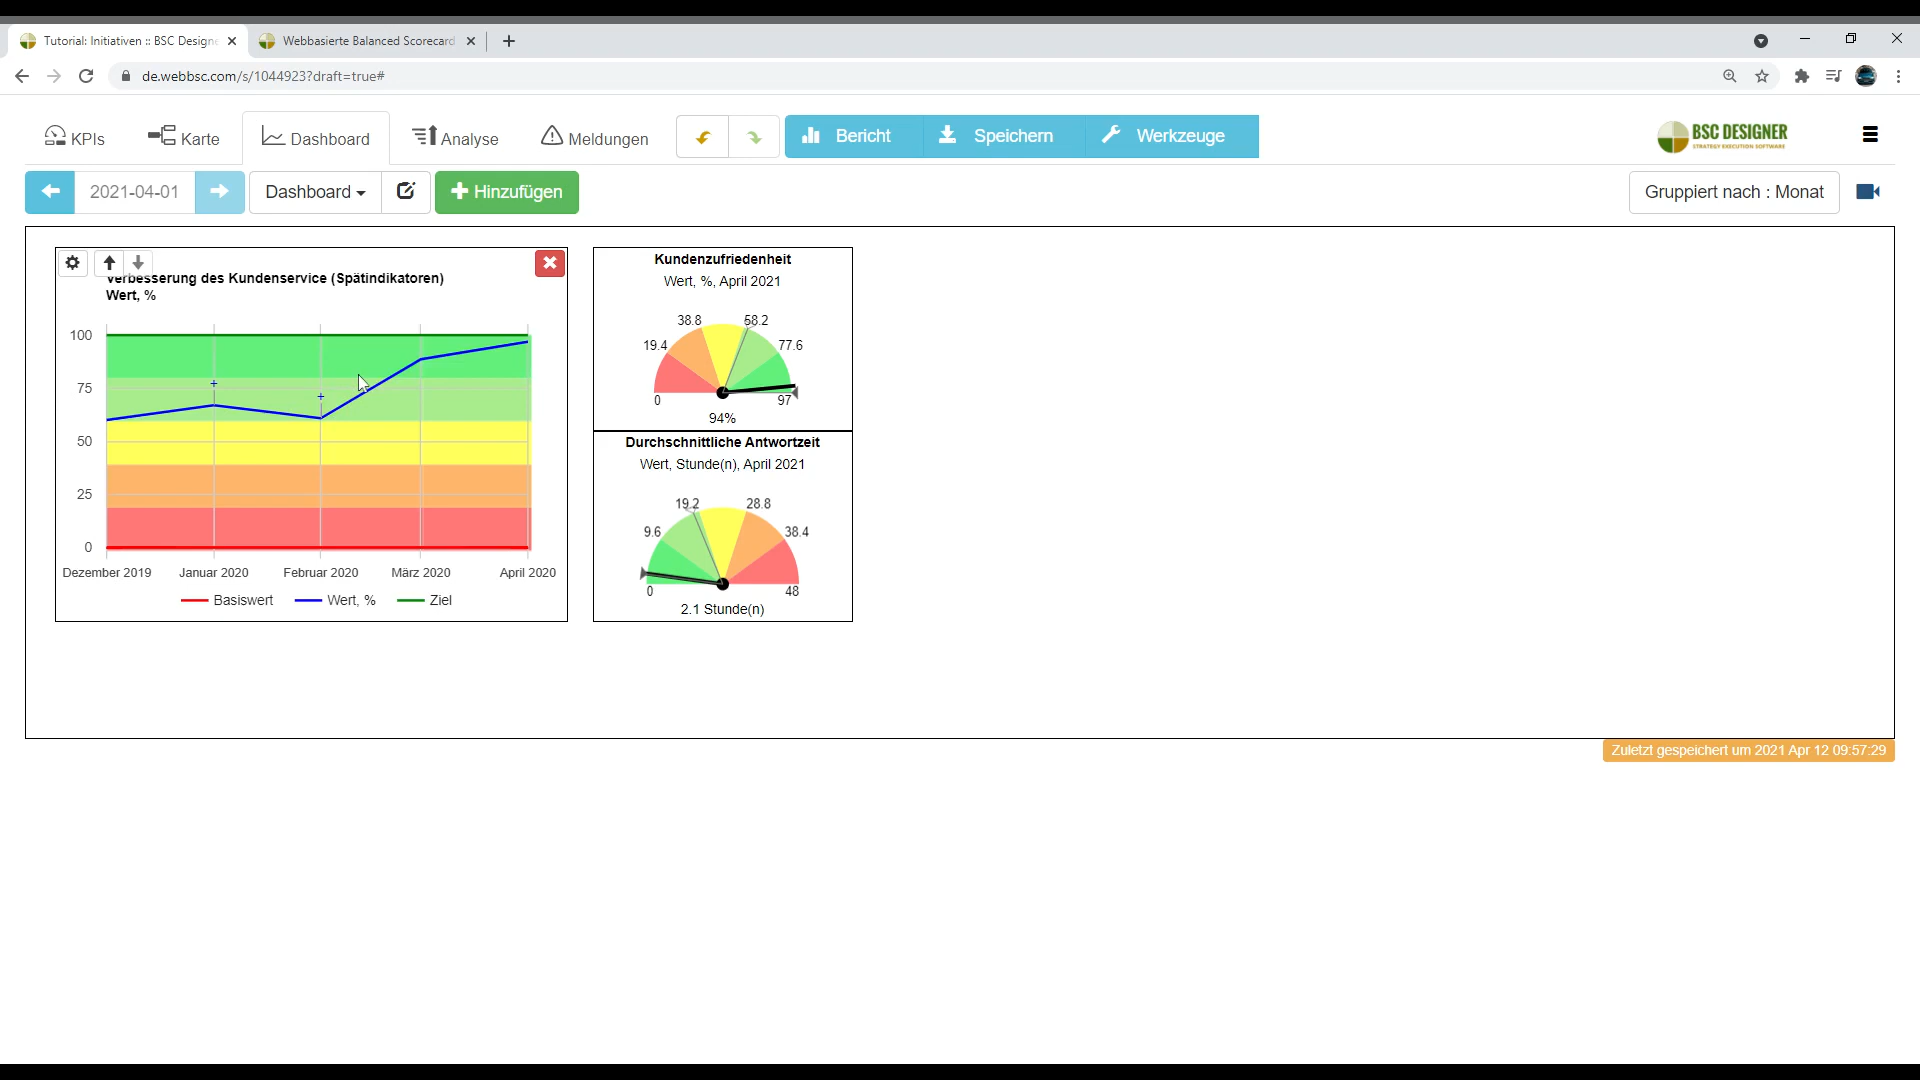 Tutorial: Initiativen :: BSC Designe
Webbasierte Balanced Scorecard
de.webbsc.com/s/1044923?draft=true#
KPIs
Karte
Dashboard
Analyse
Meldungen
Bericht
Speichern
Werkzeuge
BSC DESIGNER
STRATEGY EXECUTION SOFTWARE
2021-04-01
Dashboard
Hinzufügen
Gruppiert nach : Monat
Verbesserung des Kundenservice (Spätindikatoren)
Wert, %
100
75
50
25
0
Dezember 2019
Januar 2020
Februar 2020
März 2020
April 2020
Basiswert
Wert, %
Ziel
Kundenzufriedenheit
Wert, %, April 2021
38.8
58.2
19.4
77.6
0
97
94%
Durchschnittliche Antwortzeit
Wert, Stunde(n), April 2021
19.2
28.8
9.6
38.4
0
48
2.1 Stunde(n)
Zuletzt gespeichert um 2021 Apr 12 09:57:29